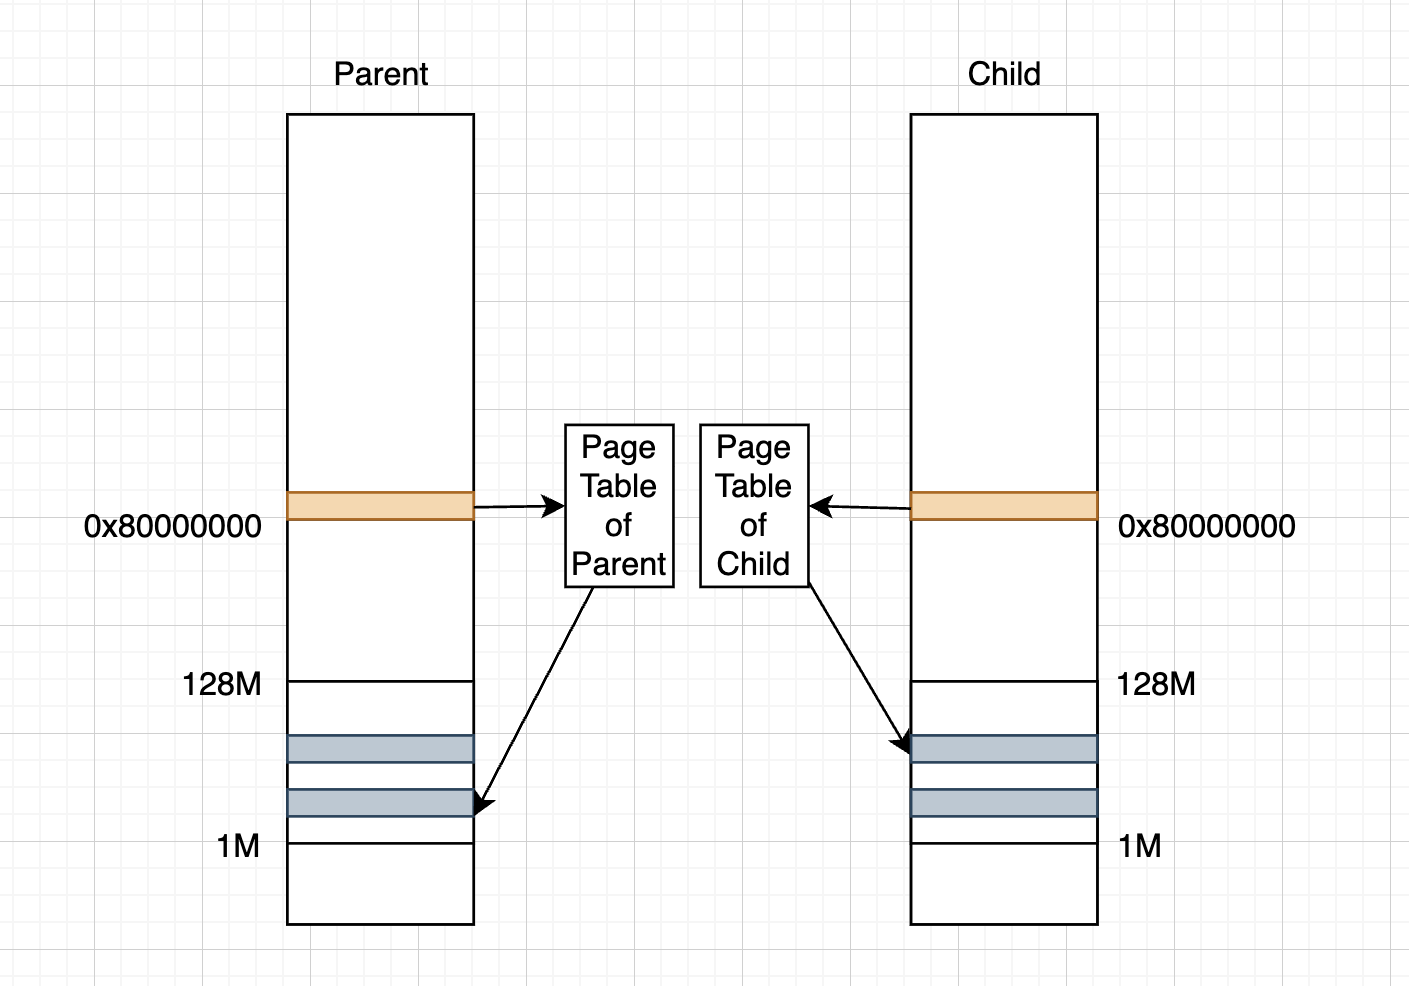 Parent
Child
Page
Table
of
Parent
Page
Table
of
Child
0x80000000
0x80000000
128M
128M
1M
1M